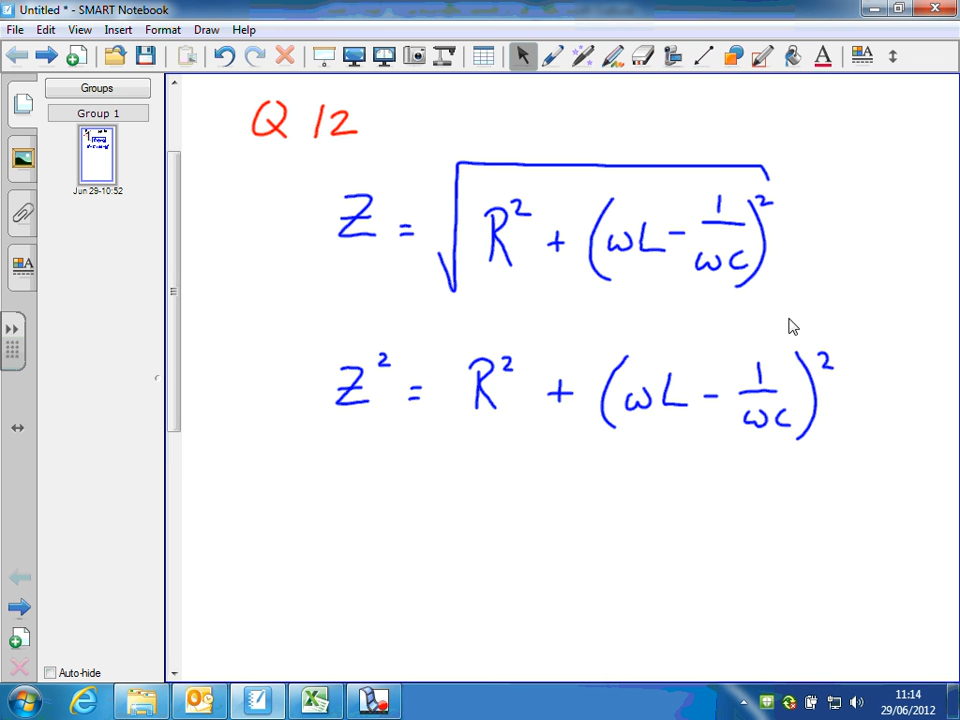 Untitled * - SMART Notebook
File Edit View Insert Format Draw Help
Groups
Group 1
Jun 29-10:52
Q 12
Z = √(R² + (ωL - 1/ωC)²)
Z² = R² + (ωL - 1/ωC)²
Auto-hide
11:14
29/06/2012